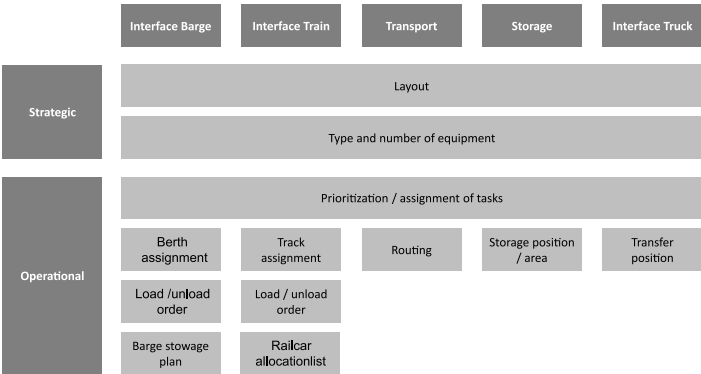 Interface Barge
Interface Train
Transport
Storage
Interface Truck
Strategic
Layout
Type and number of equipment
Operational
Prioritization / assignment of tasks
Berth
assignment
Track
assignment
Routing
Storage position
/ area
Transfer
position
Load /unload
order
Load / unload
order
Barge stowage
plan
Railcar
allocationlist